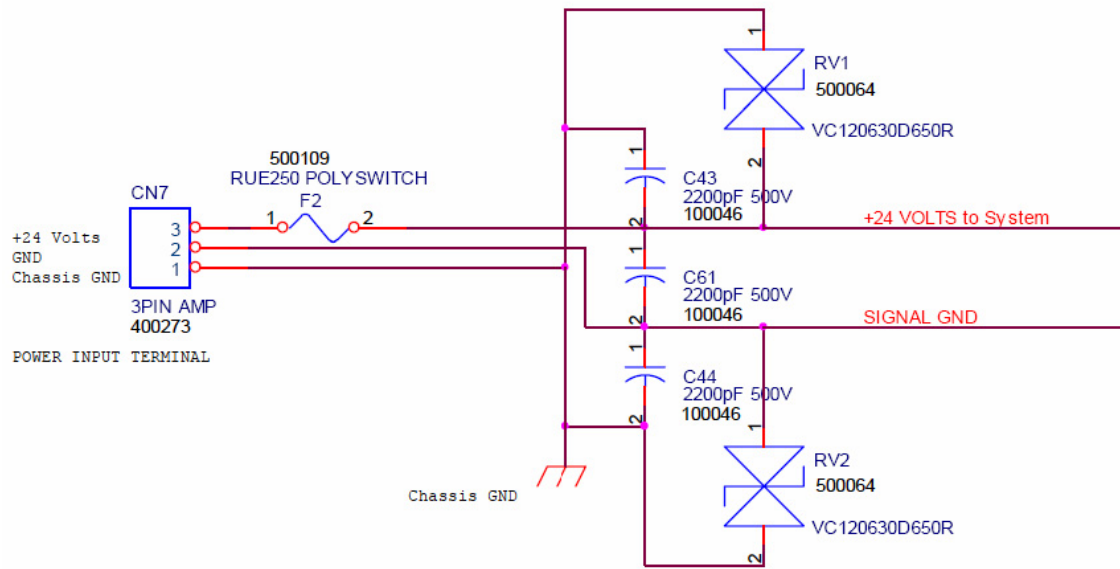 1
RV1
500064
VC120630D650R
2
500109
RUE250 POLYSWITCH
F2
1
2
1
C43
2200pF 500V
100046
2
CN7
3
2
1
+24 Volts
GND
Chassis GND
3PIN AMP
400273
POWER INPUT TERMINAL
+24 VOLTS to System
1
C61
2200pF 500V
100046
2
SIGNAL GND
1
C44
2200pF 500V
100046
2
Chassis GND
1
RV2
500064
VC120630D650R
2